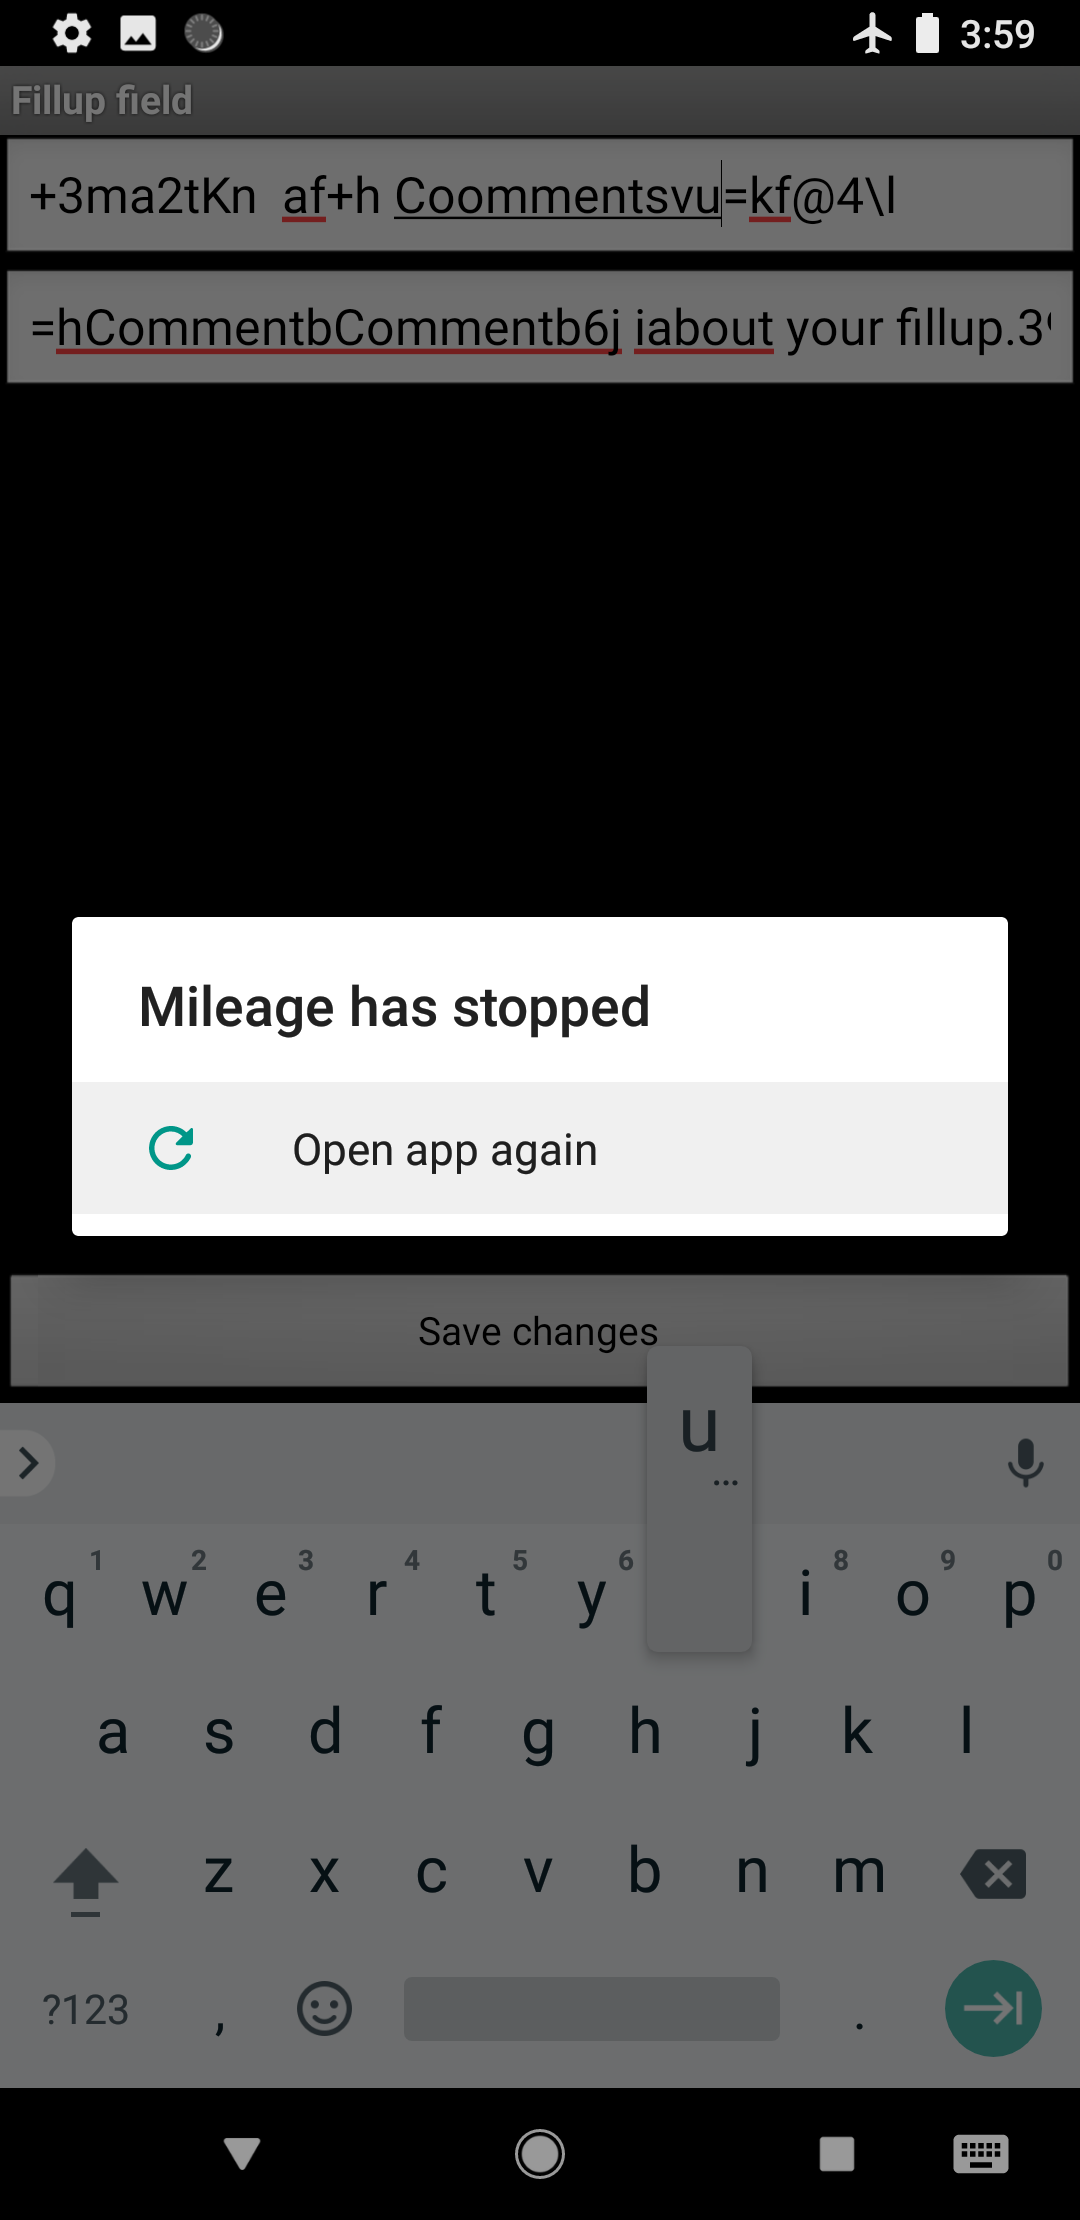 3:59
Fillup field
+3ma2tKn  af+h Coommentsvu=kf@4\l
=hCommentbCommentb6j iabout your fillup.3
Mileage has stopped
Open app again
Save changes
u
...
1 2 3 4 5 6 8 9 0
q w e r t y i o p
a s d f g h j k l
z x c v b n m
?123 , .